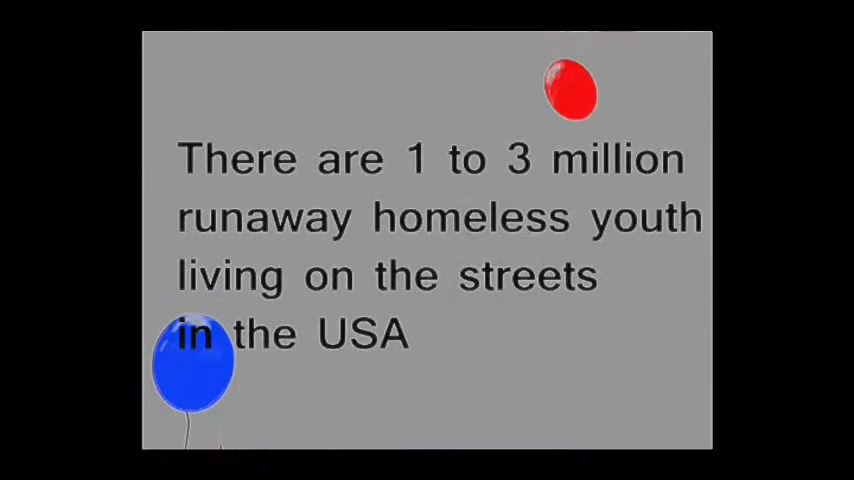 There are 1 to 3 million
runaway homeless youth
living on the streets
in the USA